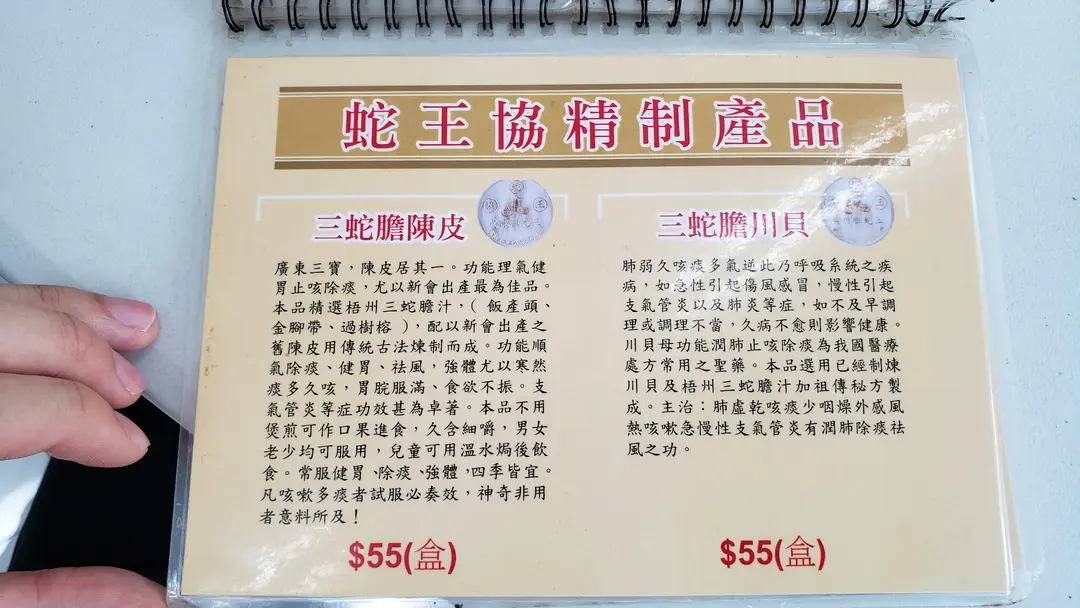 蛇王協精制產品
三蛇膽陳皮
廣東三寶，陳皮居其一。功能理氣健
胃止咳除痰，尤以新會出產最為佳品。
本品精選梧州三蛇膽汁，（飯產頭、
金腳帶、過樹榕），配以新會出產之
舊陳皮用傳統古法煉制而成。功能順
氣除痰、健胃、祛風，強體尤以寒然
痰多久咳，胃脘服滿、食欲不振。支
氣管炎等症功效甚為卓著。本品不用
煲煎可作口果進食，久含細嚼，男女
老少均可服用，兒童可用溫水焗後飲
食。常服健胃、除痰、強體，四季皆宜。
凡咳嗽多痰者試服必奏效，神奇非用
者意料所及！
$55(盒)
三蛇膽川貝
肺弱久咳痰多氣逆此乃呼吸系統之疾
病，如急性引起傷風感冒，慢性引起
支氣管炎以及肺炎等症，如不及早調
理或調理不當，久病不愈則影響健康。
川貝母功能潤肺止咳除痰為我國醫療
處方常用之聖藥。本品選用已經制煉
川貝及梧州三蛇膽汁加祖傳秘方製
成。主治：肺虛乾咳痰少咽燥外感風
熱咳嗽急慢性支氣管炎有潤肺除痰祛
風之功。
$55(盒)